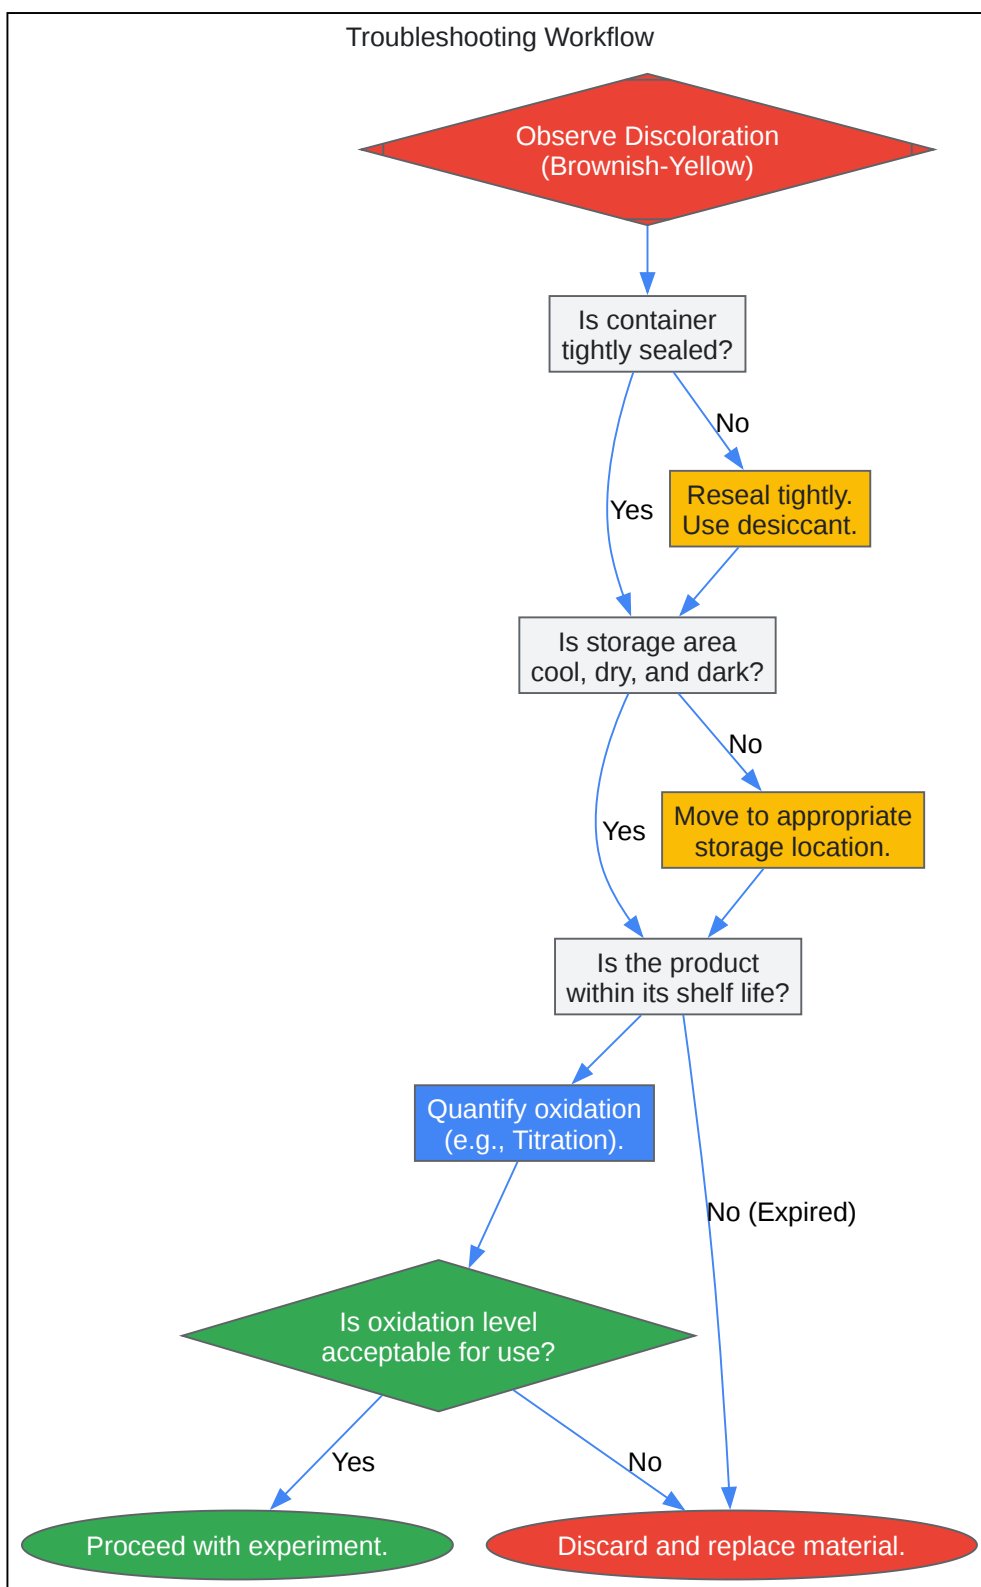 Troubleshooting Workflow
Observe Discoloration
(Brownish-Yellow)
Is container
tightly sealed?
No
Reseal tightly.
Use desiccant.
Yes
Is storage area
cool, dry, and dark?
No
Move to appropriate
storage location.
Yes
Is the product
within its shelf life?
Quantify oxidation
(e.g., Titration).
No (Expired)
Is oxidation level
acceptable for use?
Yes
No
Proceed with experiment.
Discard and replace material.